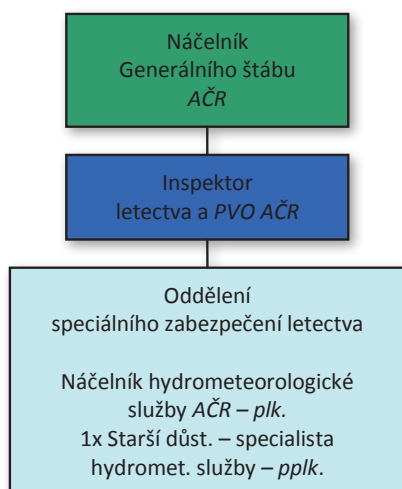 Náčelník
Generálního štábu
AČR
Inspektor
letectva a PVO AČR
Oddělení
speciálního zabezpečení letectva
Náčelník hydrometeorologické
služby AČR – plk.
1x Starší důst. – specialista
hydromet. služby – pplk.